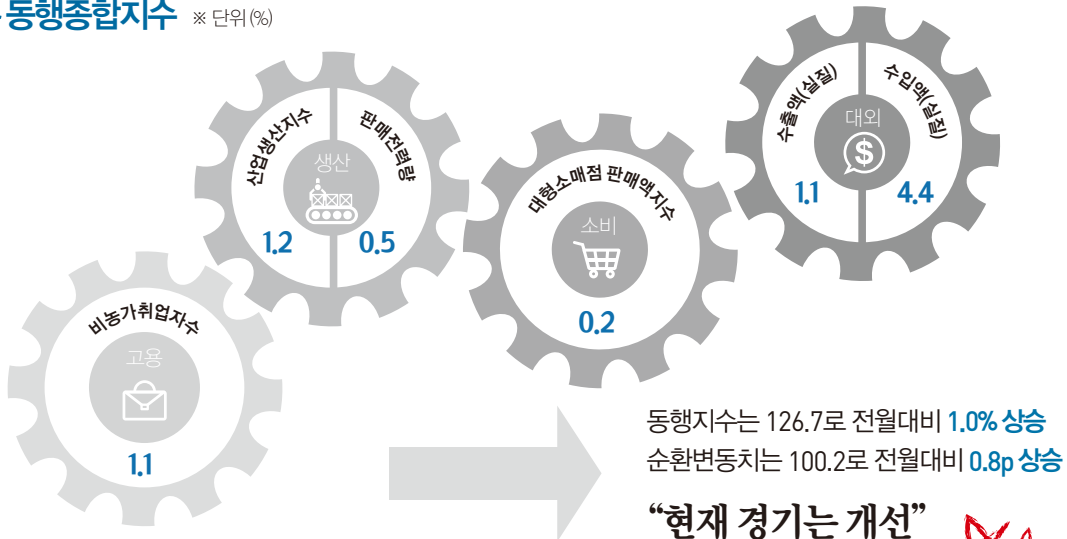 동행종합지수 ※ 단위(%)
비농가취업자수
고용
1.1
산업생산지수
판매전력량
생산
1.2
0.5
대형소매점 판매액지수
소비
0.2
수출액(실질)
수입액(실질)
대외
$
1.1
4.4
동행지수는 126.7로 전월대비 1.0% 상승
순환변동치는 100.2로 전월대비 0.8p 상승
“현재 경기는 개선”